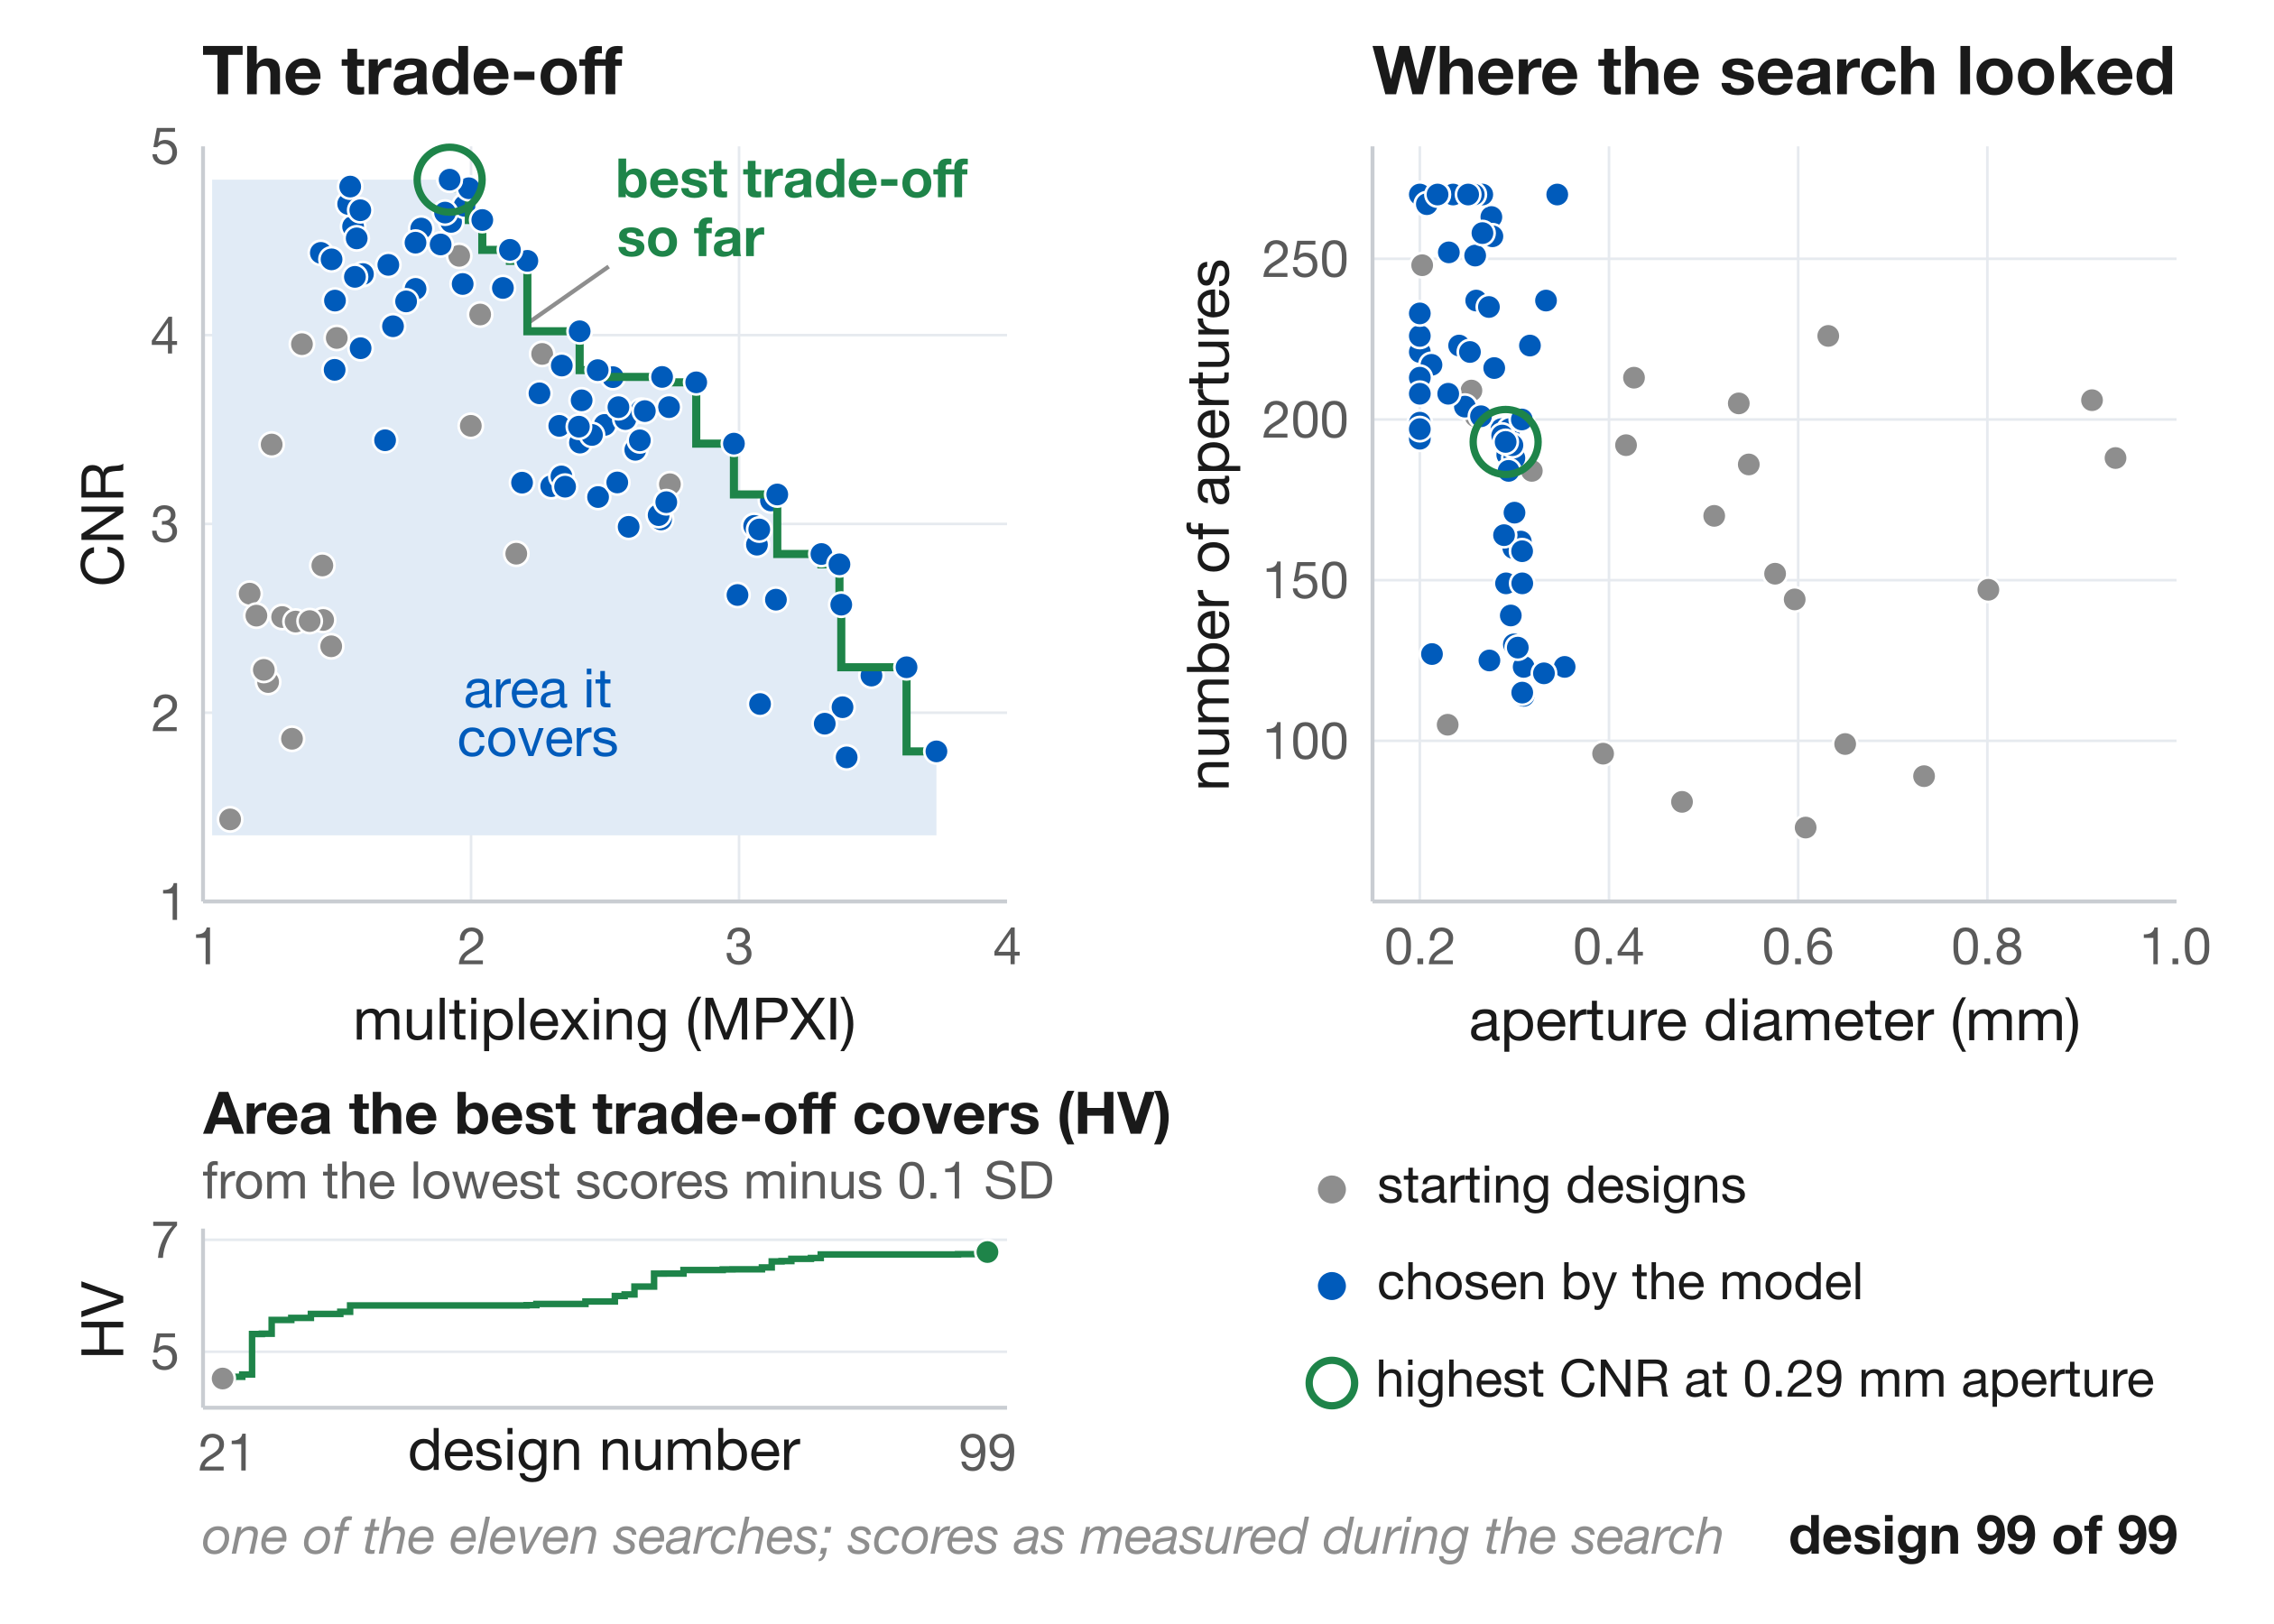 The trade-off
5
4
3
2
1
CNR
best trade-off
so far
area it
covers
1
2
3
4
multiplexing (MPXI)
Where the search looked
250
200
150
100
number of apertures
0.2
0.4
0.6
0.8
1.0
aperture diameter (mm)
Area the best trade-off covers (HV)
from the lowest scores minus 0.1 SD
7
5
HV
21
design number
99
starting designs
chosen by the model
highest CNR at 0.29 mm aperture
one of the eleven searches; scores as measured during the search
design 99 of 99